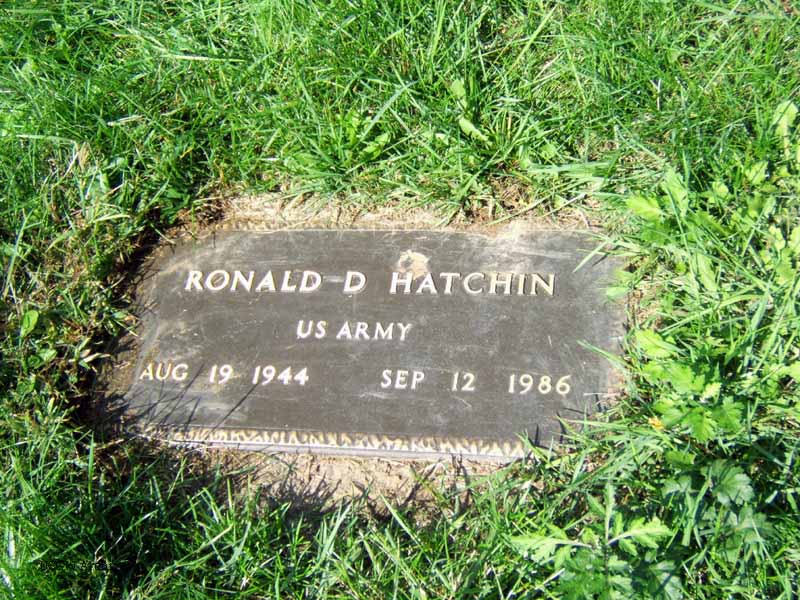 RONALD D HATCHIN
US ARMY
AUG 19 1944 SEP 12 1986